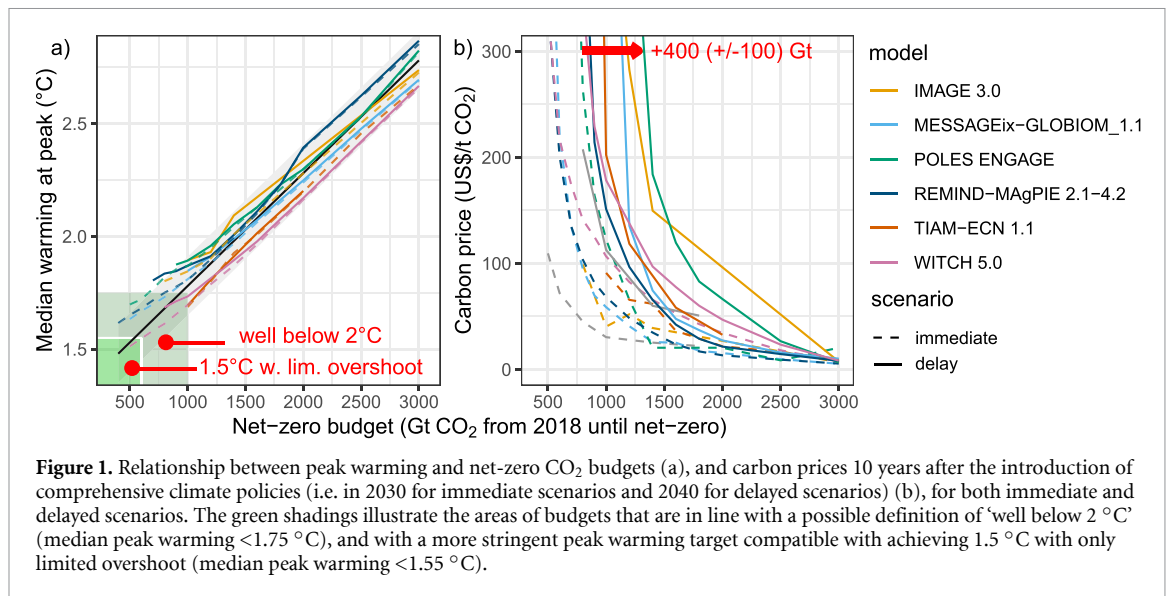 a)
Median warming at peak (°C)
2.5
2.0
1.5
well below 2°C
1.5°C w. lim. overshoot
500
1000
1500
2000
2500
3000
b)
Carbon price (US$/t CO₂)
300
200
100
0
+400 (+/-100) Gt
500
1000
1500
2000
2500
3000
Net−zero budget (Gt CO₂ from 2018 until net−zero)
model
IMAGE 3.0
MESSAGEix−GLOBIOM_1.1
POLES ENGAGE
REMIND−MAgPIE 2.1−4.2
TIAM−ECN 1.1
WITCH 5.0
scenario
immediate
delay
Figure 1. Relationship between peak warming and net-zero CO₂ budgets (a), and carbon prices 10 years after the introduction of
comprehensive climate policies (i.e. in 2030 for immediate scenarios and 2040 for delayed scenarios) (b), for both immediate and
delayed scenarios. The green shadings illustrate the areas of budgets that are in line with a possible definition of ‘well below 2 °C’
(median peak warming <1.75 °C), and with a more stringent peak warming target compatible with achieving 1.5 °C with only
limited overshoot (median peak warming <1.55 °C).